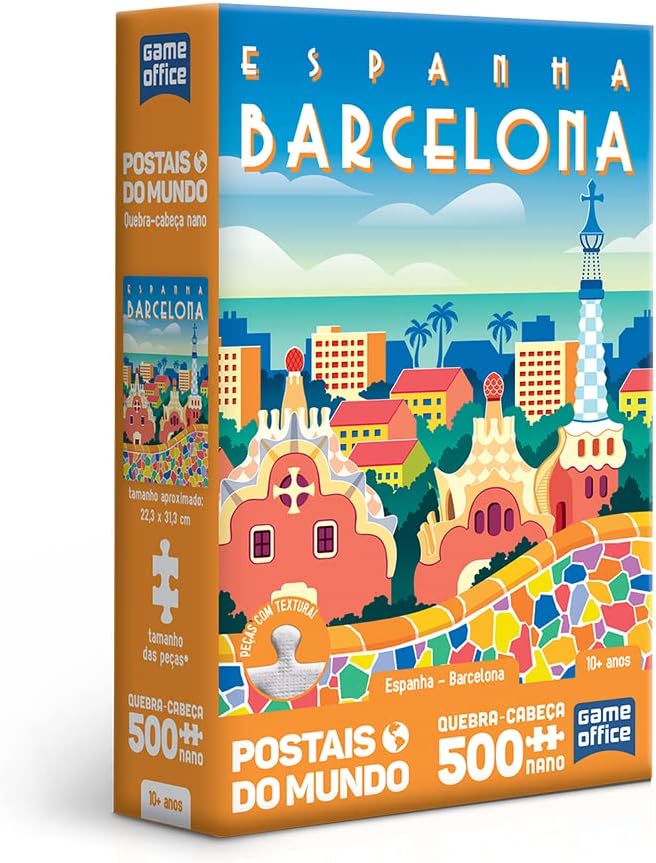 GAME
OFFICE
POSTAIS
DO MUNDO
Quebra-cabeça nano
ESPANHA
BARCELONA
tamanho aproximado:
22,3 x 31,3 cm
tamanho
das peças*
QUEBRA-CABEÇA
500
NANO
10+ anos
ESPANHA
BARCELONA
PEÇAS COM TEXTURA!
Espanha - Barcelona
10+ anos
POSTAIS
DO MUNDO
QUEBRA-CABEÇA
500
NANO
GAME
OFFICE